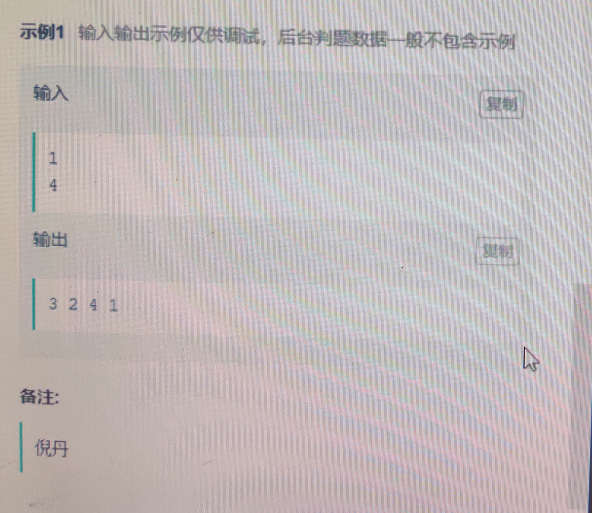 示例1 输入输出示例仅供调试，后台判题数据一般不包含示例
输入
复制
1
4
输出
复制
3 2 4 1
备注:
倪丹